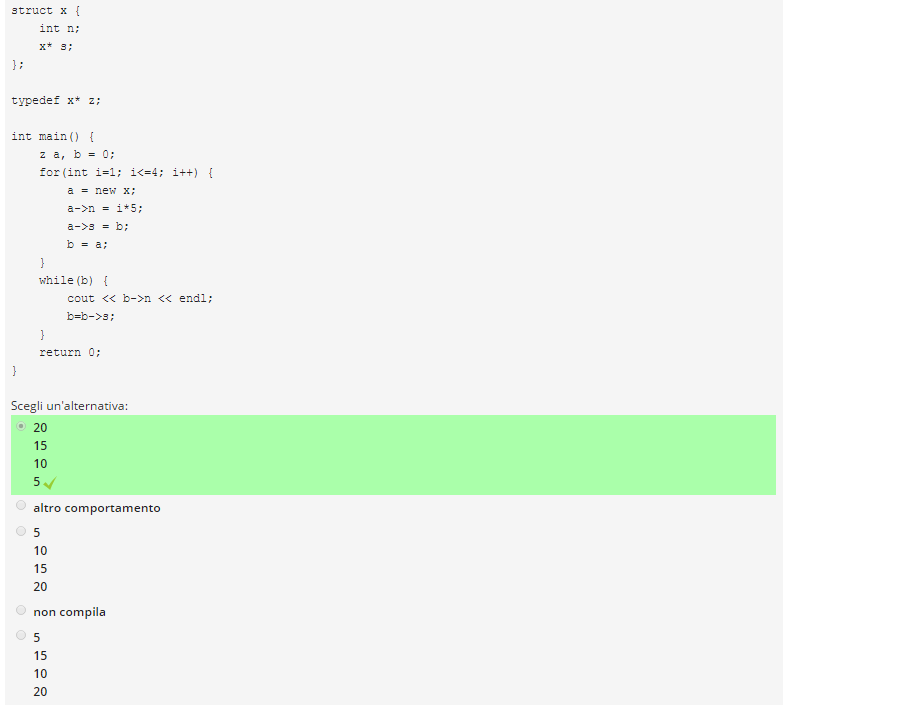 struct x {
    int n;
    x* s;
};

typedef x* z;

int main() {
    z a, b = 0;
    for(int i=1; i<=4; i++) {
        a = new x;
        a->n = i*5;
        a->s = b;
        b = a;
    }
    while(b) {
        cout << b->n << endl;
        b=b->s;
    }
    return 0;
}
Scegli un'alternativa:
20
15
10
5
altro comportamento
5
10
15
20
non compila
5
15
10
20